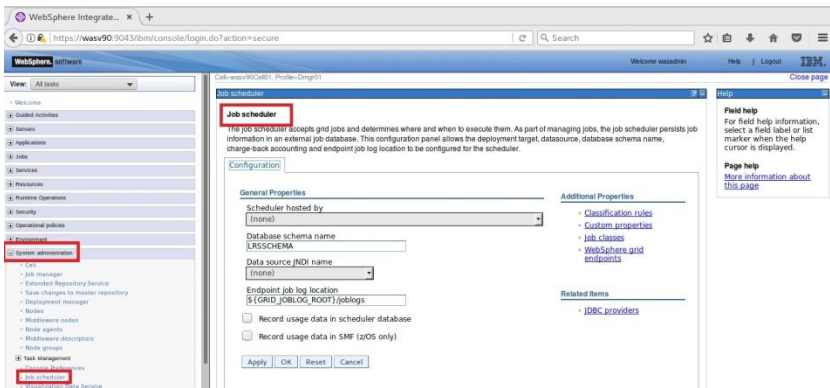 WebSphere Integrate... × +
https://wasv90:9043/ibm/console/login.do?action=secure
Search
WebSphere. software
Welcome wasadmin
Help | Logout
IBM.
Cell=wasv90Cell01, Profile=Dmgr01
Close page
View: All tasks
Welcome
Guided Activities
Servers
Applications
Jobs
Services
Resources
Runtime Operations
Security
Operational policies
Environment
System administration
Cell
Job manager
Extended Repository Service
Save changes to master repository
Deployment manager
Nodes
Middleware nodes
Node agents
Middleware descriptors
Node groups
Task Management
Console Preferences
Job scheduler
Visualization Data Service
Job scheduler
Job scheduler
The job scheduler accepts grid jobs and determines where and when to execute them. As part of managing jobs, the job scheduler persists job
information in an external job database. This configuration panel allows the deployment target, datasource, database schema name,
charge-back accounting and endpoint job log location to be configured for the scheduler.
Configuration
General Properties
Scheduler hosted by
(none)
Database schema name
LRSSCHEMA
Data source JNDI name
(none)
Endpoint job log location
${GRID_JOBLOG_ROOT}/joblogs
Record usage data in scheduler database
Record usage data in SMF (z/OS only)
Apply OK Reset Cancel
Additional Properties
Classification rules
Custom properties
Job classes
WebSphere grid
endpoints
Related Items
JDBC providers
Help
Field help
For field help information,
select a field label or list
marker when the help
cursor is displayed.
Page help
More information about
this page